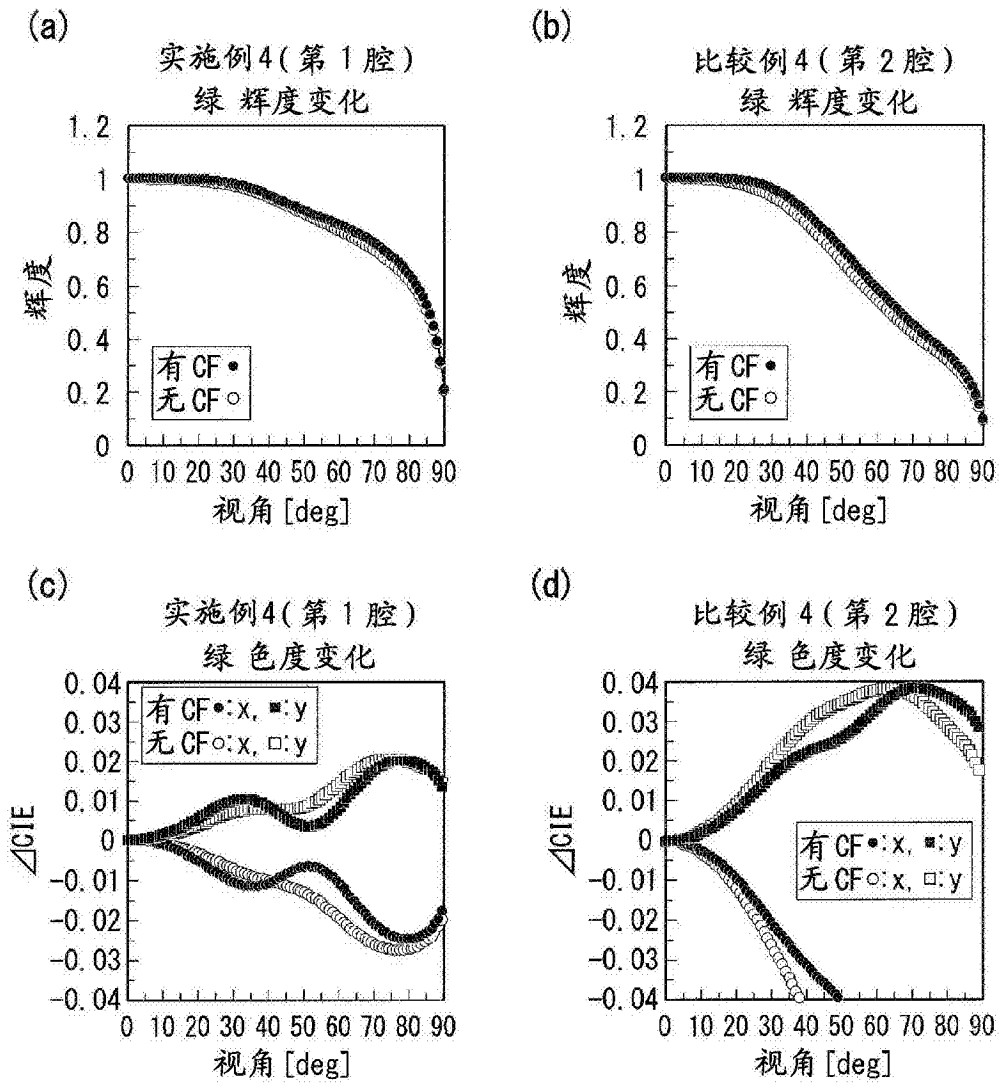 (a)
实施例4(第1腔)
绿 辉度变化
1.2
1
0.8
0.6
0.4
0.2
0
辉度
有CF●
无CF○
0 10 20 30 40 50 60 70 80 90
视角[deg]
(b)
比较例4(第2腔)
绿 辉度变化
1.2
1
0.8
0.6
0.4
0.2
0
辉度
有CF●
无CF○
0 10 20 30 40 50 60 70 80 90
视角[deg]
(c)
实施例4(第1腔)
绿 色度变化
0.04
0.03
0.02
0.01
0
-0.01
-0.02
-0.03
-0.04
⊿CIE
有CF●:x, ■:y
无CF○:x, □:y
0 10 20 30 40 50 60 70 80 90
视角[deg]
(d)
比较例4(第2腔)
绿 色度变化
0.04
0.03
0.02
0.01
0
-0.01
-0.02
-0.03
-0.04
⊿CIE
有CF●:x, ■:y
无CF○:x, □:y
0 10 20 30 40 50 60 70 80 90
视角[deg]